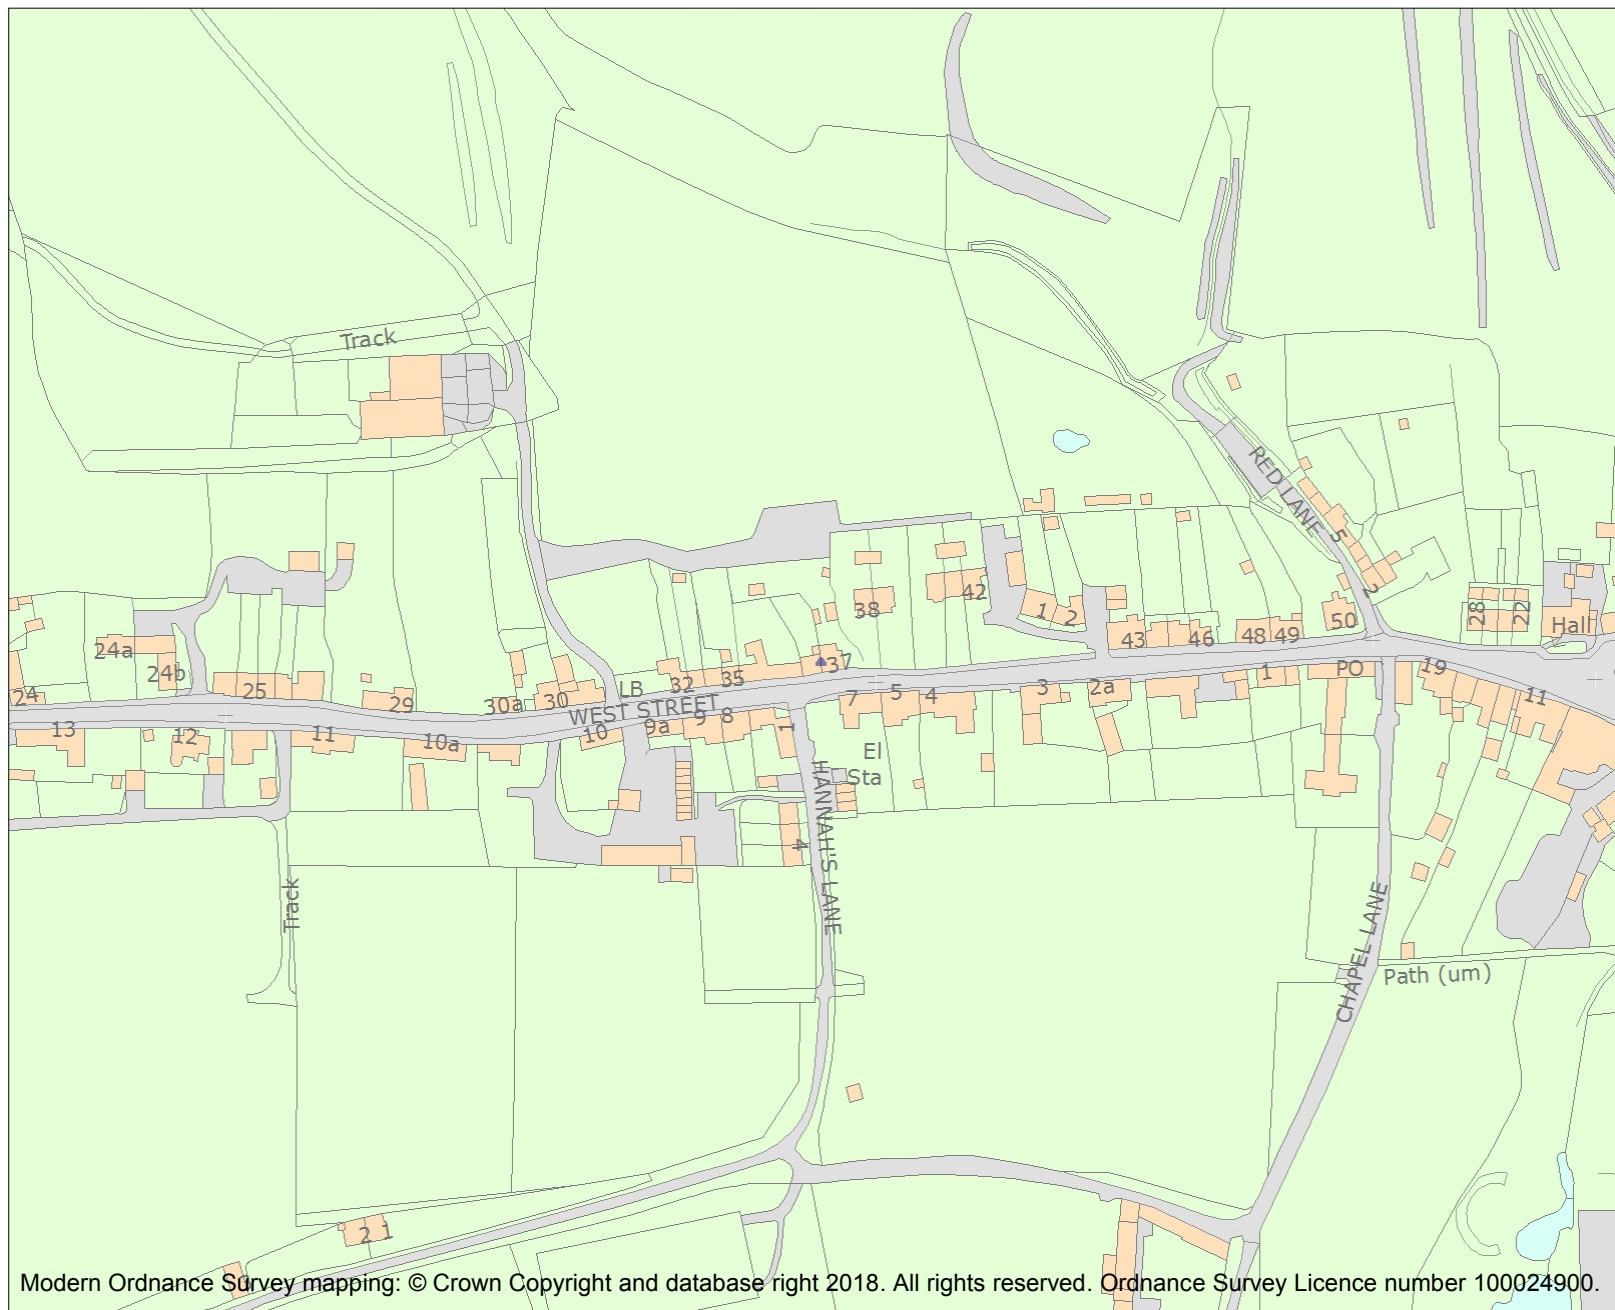 Track
RED LANE
5
2
28
22
Hall
38
42
1
2
43
46
48
49
50
24a
24b
24
25
29
30a
30
LB
32
35
37
WEST STREET
13
12
11
10a
10
9a
9
8
1
7
5
4
3
2a
1
PO
19
11
El
Sta
HANNAH'S LANE
4
Track
CHAPEL LANE
Path (um)
2
1
Modern Ordnance Survey mapping: © Crown Copyright and database right 2018. All rights reserved. Ordnance Survey Licence number 100024900.